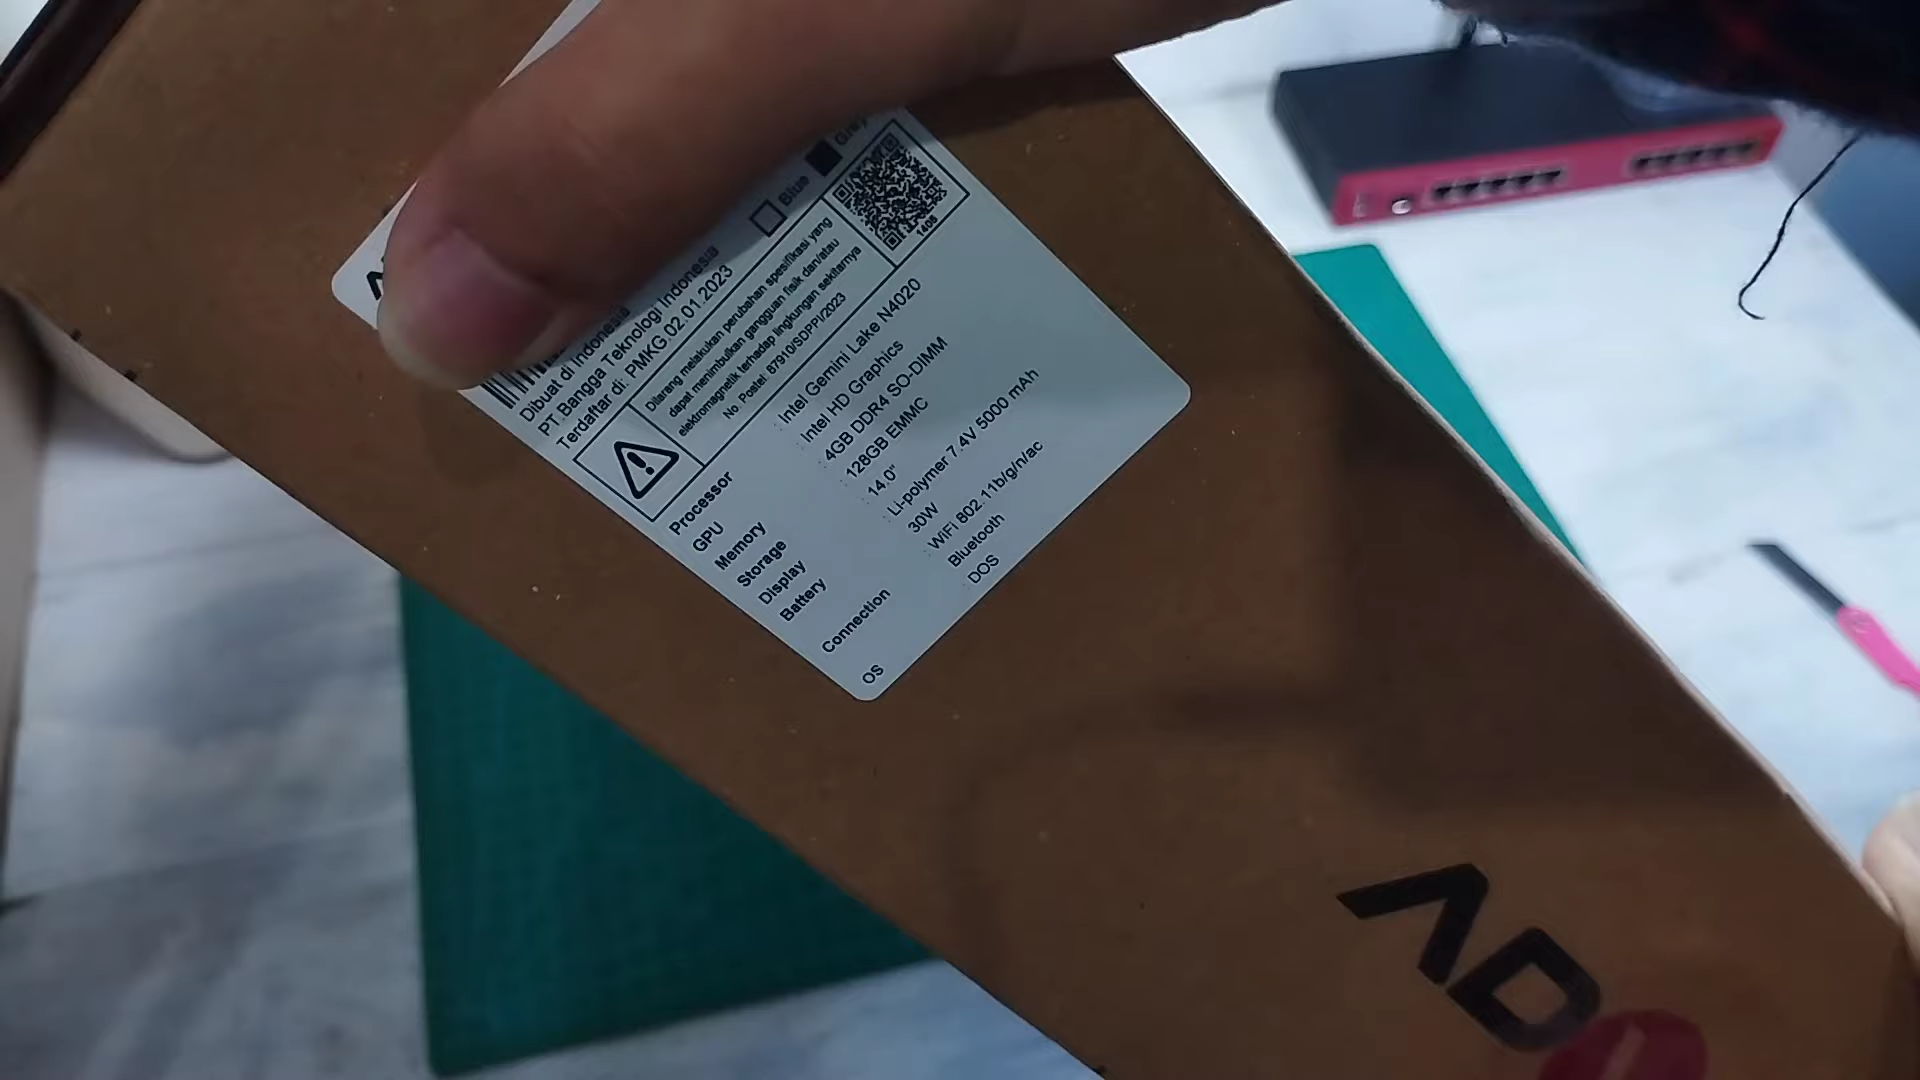 Grey
Blue
Dibuat di Indonesia
PT. Bangga Teknologi Indonesia
Terdaftar di: PMKG.02.01.2023
Dilarang melakukan perubahan spesifikasi yang
dapat menimbulkan gangguan fisik dan/atau
elektromagnetik terhadap lingkungan sekitarnya
No. Postel: 87910/SDPPI/2023
1408
Processor : Intel Gemini Lake N4020
GPU : Intel HD Graphics
Memory : 4GB DDR4 SO-DIMM
Storage : 128GB EMMC
Display : 14.0"
Battery : Li-polymer 7.4V 5000 mAh
: 30W
Connection : WiFi 802.11b/g/n/ac
: Bluetooth
OS : DOS
AD